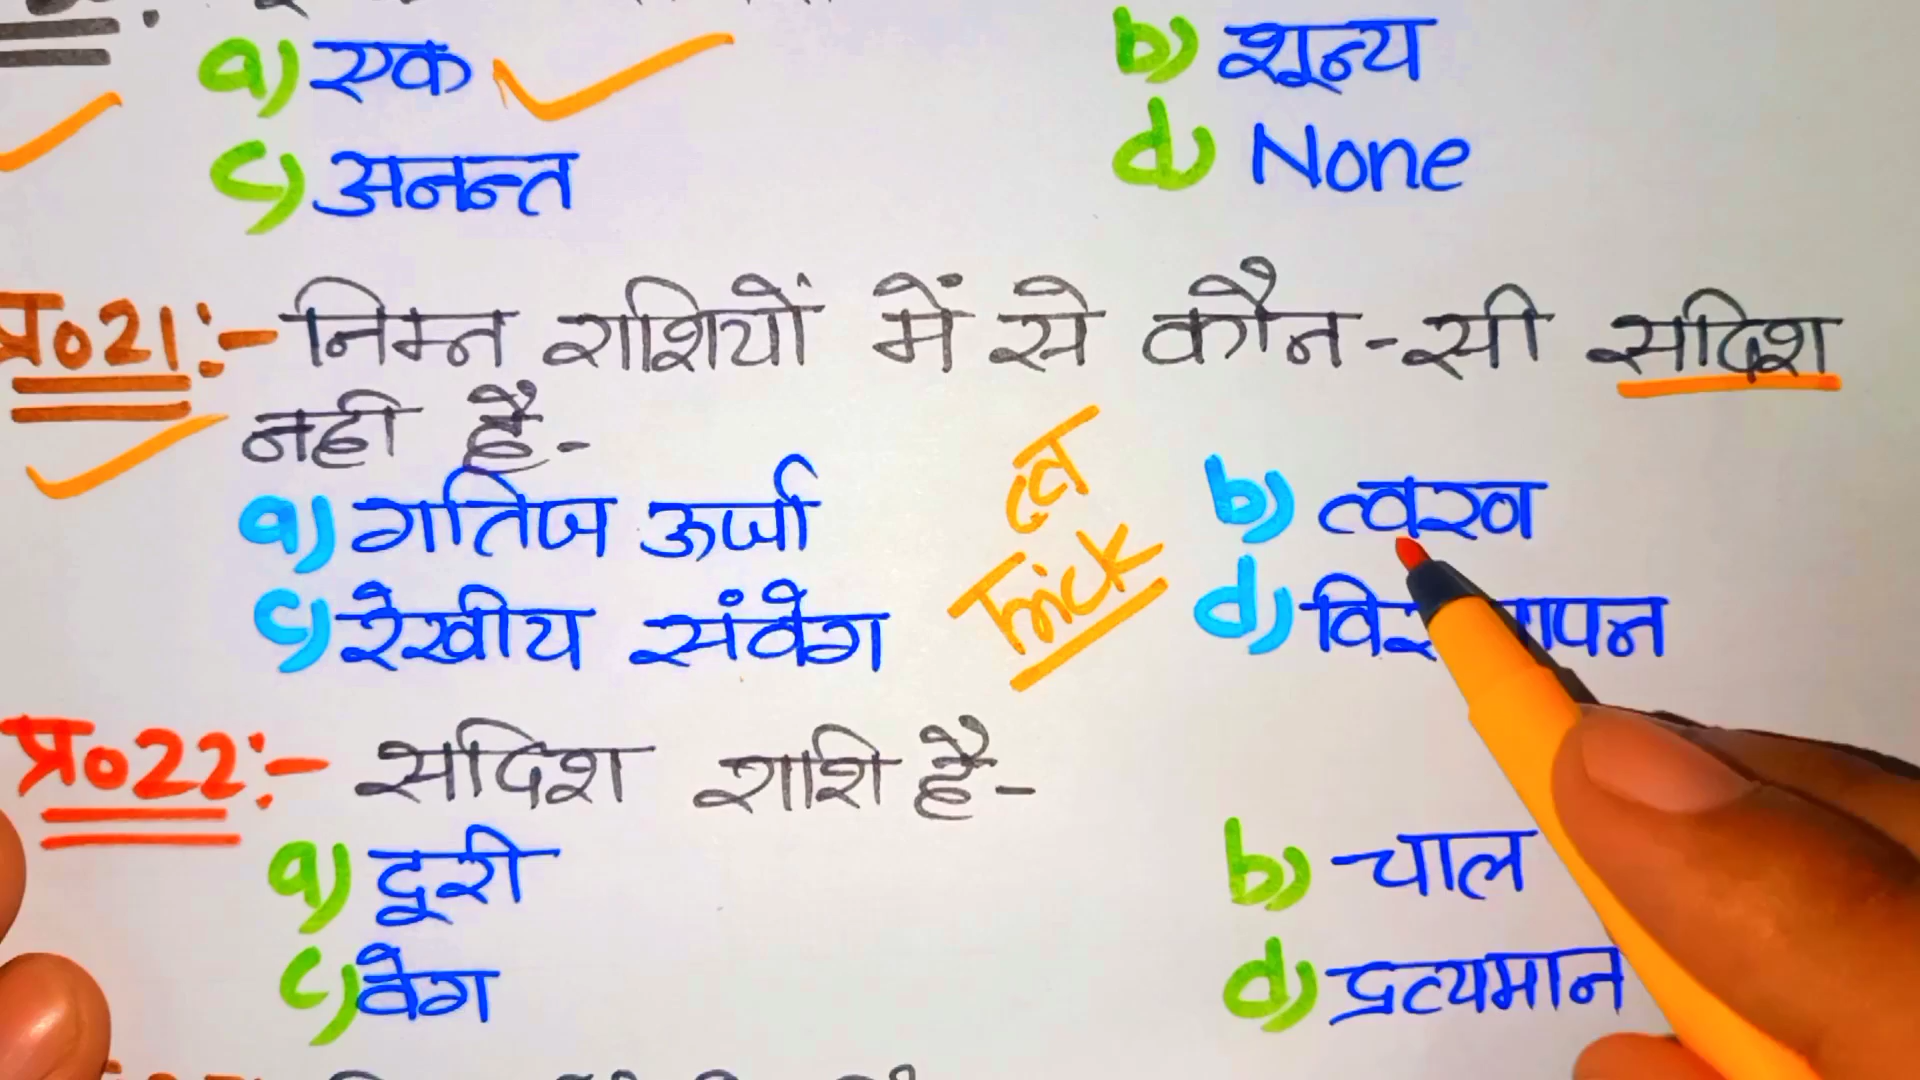 a) एक b) शून्य
c) अनन्त d) None
प्र०21:- निम्न राशियों में से कौन-सी सदिश
नही है-
a) गतिज ऊर्जा b) त्वरण
c) रेखीय संवेग d)
Trick
प्र०22:- सदिश राशि है-
a) दूरी b) चाल
c) वेग d) द्रव्यमान